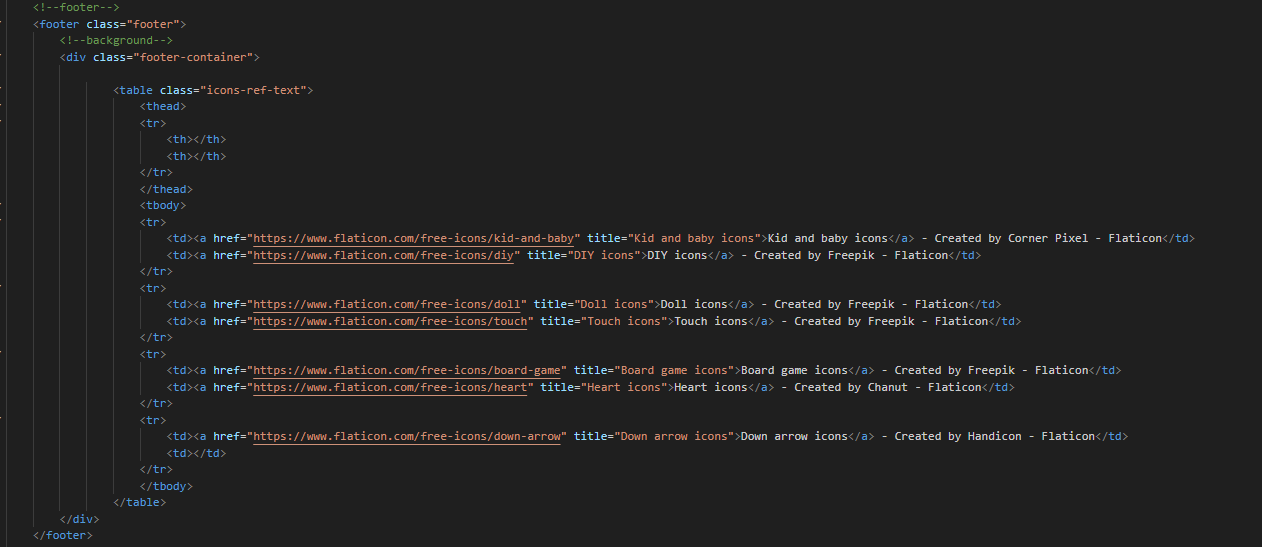 <!--footer-->
<footer class="footer">
<!--background-->
<div class="footer-container">
<table class="icons-ref-text">
<thead>
<tr>
<th></th>
<th></th>
</tr>
</thead>
<tbody>
<tr>
<td><a href="https://www.flaticon.com/free-icons/kid-and-baby" title="Kid and baby icons">Kid and baby icons</a> - Created by Corner Pixel - Flaticon</td>
<td><a href="https://www.flaticon.com/free-icons/diy" title="DIY icons">DIY icons</a> - Created by Freepik - Flaticon</td>
</tr>
<tr>
<td><a href="https://www.flaticon.com/free-icons/doll" title="Doll icons">Doll icons</a> - Created by Freepik - Flaticon</td>
<td><a href="https://www.flaticon.com/free-icons/touch" title="Touch icons">Touch icons</a> - Created by Freepik - Flaticon</td>
</tr>
<tr>
<td><a href="https://www.flaticon.com/free-icons/board-game" title="Board game icons">Board game icons</a> - Created by Freepik - Flaticon</td>
<td><a href="https://www.flaticon.com/free-icons/heart" title="Heart icons">Heart icons</a> - Created by Chanut - Flaticon</td>
</tr>
<tr>
<td><a href="https://www.flaticon.com/free-icons/down-arrow" title="Down arrow icons">Down arrow icons</a> - Created by Handicon - Flaticon</td>
<td></td>
</tr>
</tbody>
</table>
</div>
</footer>